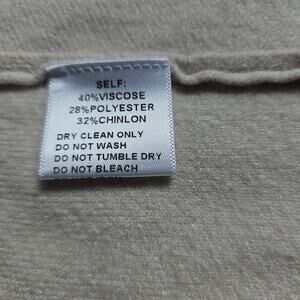 SELF:
40%VISCOSE
28%POLYESTER
32%CHINLON
DRY CLEAN ONLY
DO NOT WASH
DO NOT TUMBLE DRY
DO NOT BLEACH